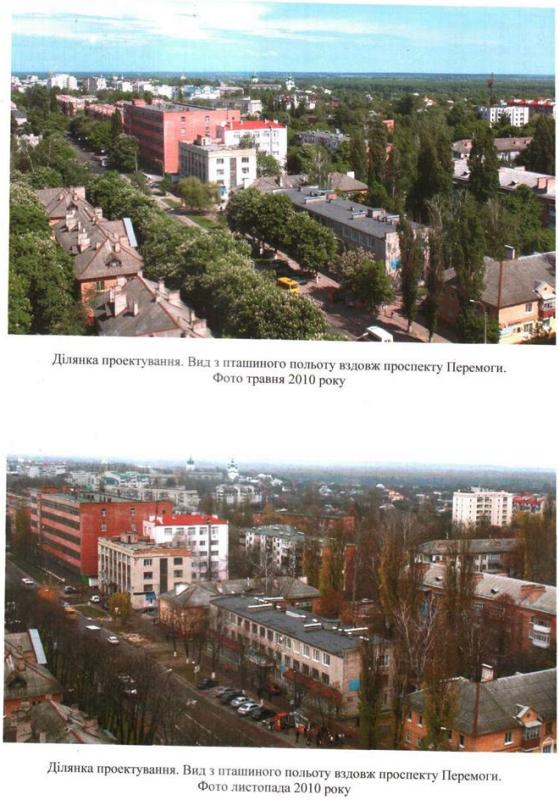 Ділянка проектування. Вид з пташиного польоту вздовж проспекту Перемоги.
Фото травня 2010 року
Ділянка проектування. Вид з пташиного польоту вздовж проспекту Перемоги.
Фото листопада 2010 року